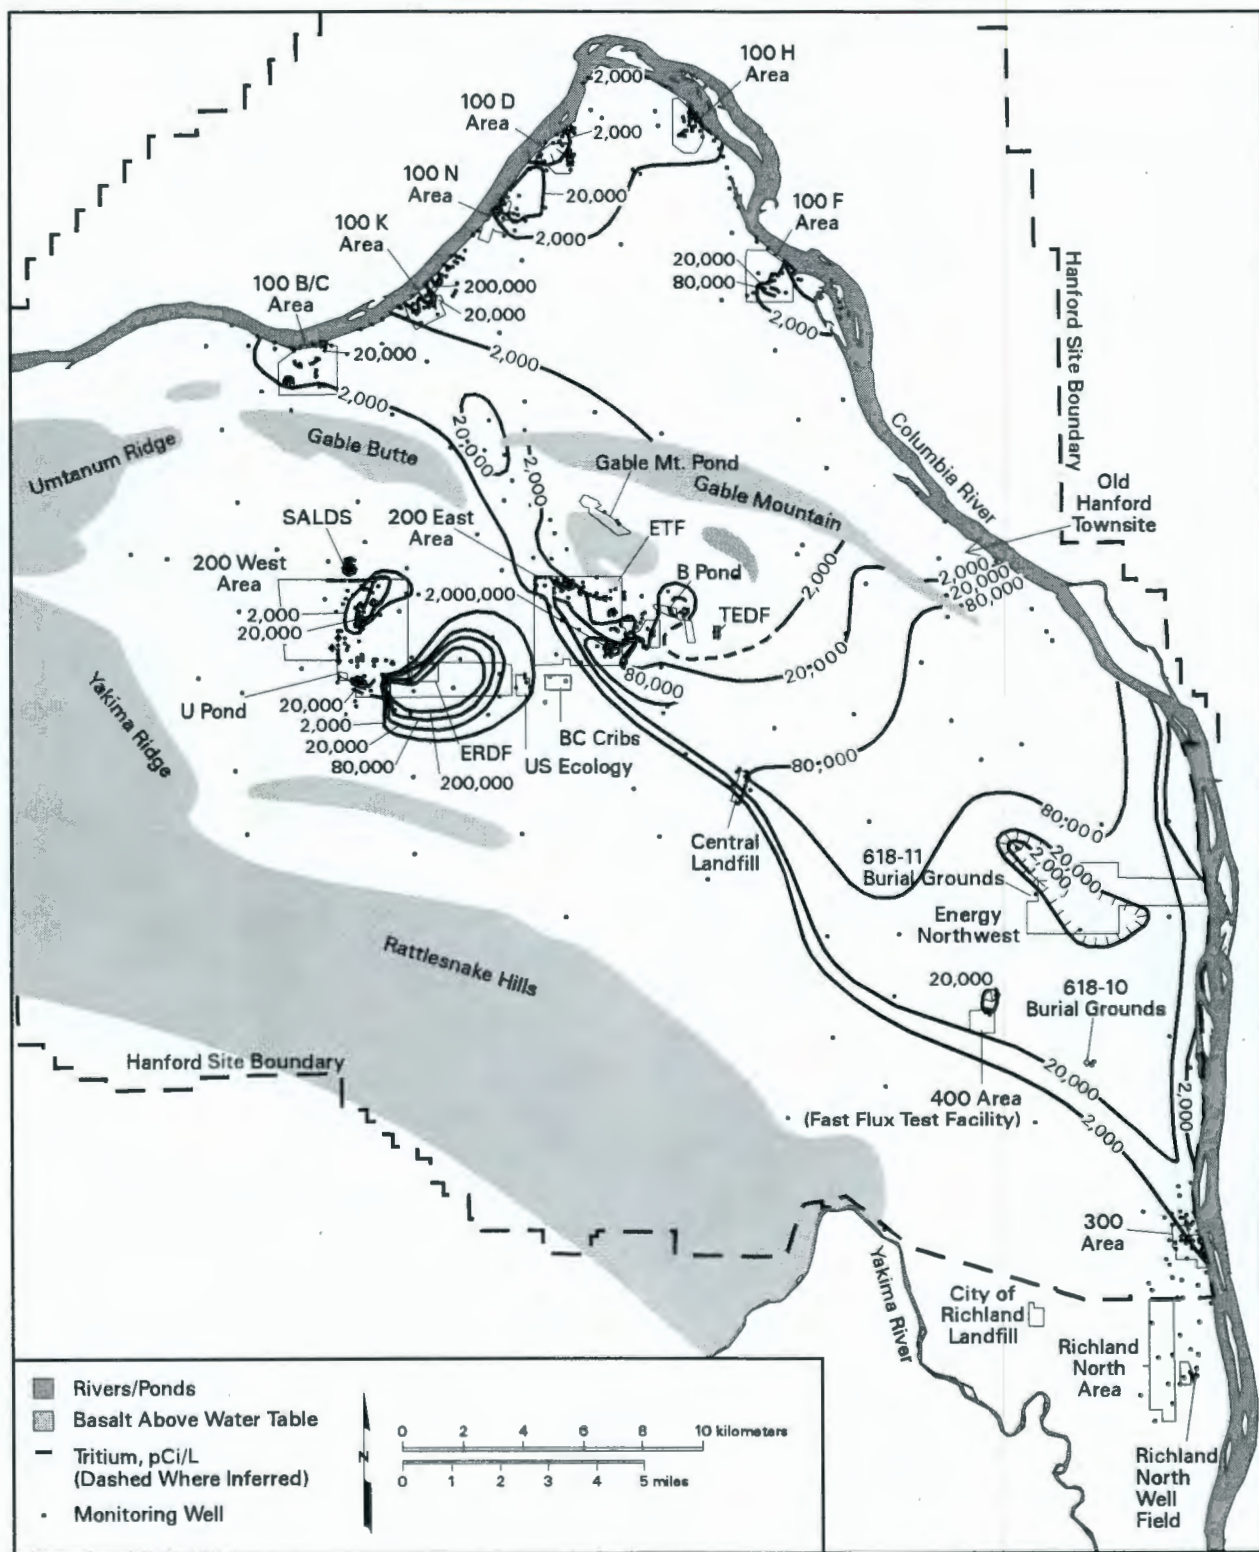 2,000
100 H
Area
100 D
Area
2,000
100 N
Area
20,000
2,000
100 F
Area
100 K
Area
20,000
80,000
2,000
200,000
20,000
100 B/C
Area
20,000
2,000
2,000
Hanford Site Boundary
Columbia River
Umtanum Ridge
Gable Butte
20,000
2,000
Gable Mt. Pond
Gable Mountain
Old
Hanford
Townsite
SALDS
200 East
Area
ETF
200 West
Area
2,000,000
B Pond
TEDF
2,000
2,000
20,000
80,000
2,000
20,000
80,000
20,000
U Pond
20,000
2,000
20,000
80,000
ERDF
200,000
US Ecology
BC Cribs
80,000
Yakima Ridge
Central
Landfill
80,000
618-11
Burial Grounds
20,000
2,000
Energy
Northwest
Rattlesnake Hills
20,000
618-10
Burial Grounds
Hanford Site Boundary
20,000
2,000
2,000
400 Area
(Fast Flux Test Facility)
300
Area
Yakima River
City of
Richland
Landfill
Richland
North
Area
Richland
North
Well
Field
Rivers/Ponds
Basalt Above Water Table
Tritium, pCi/L
(Dashed Where Inferred)
Monitoring Well
N
0 2 4 6 8 10 kilometers
0 1 2 3 4 5 miles